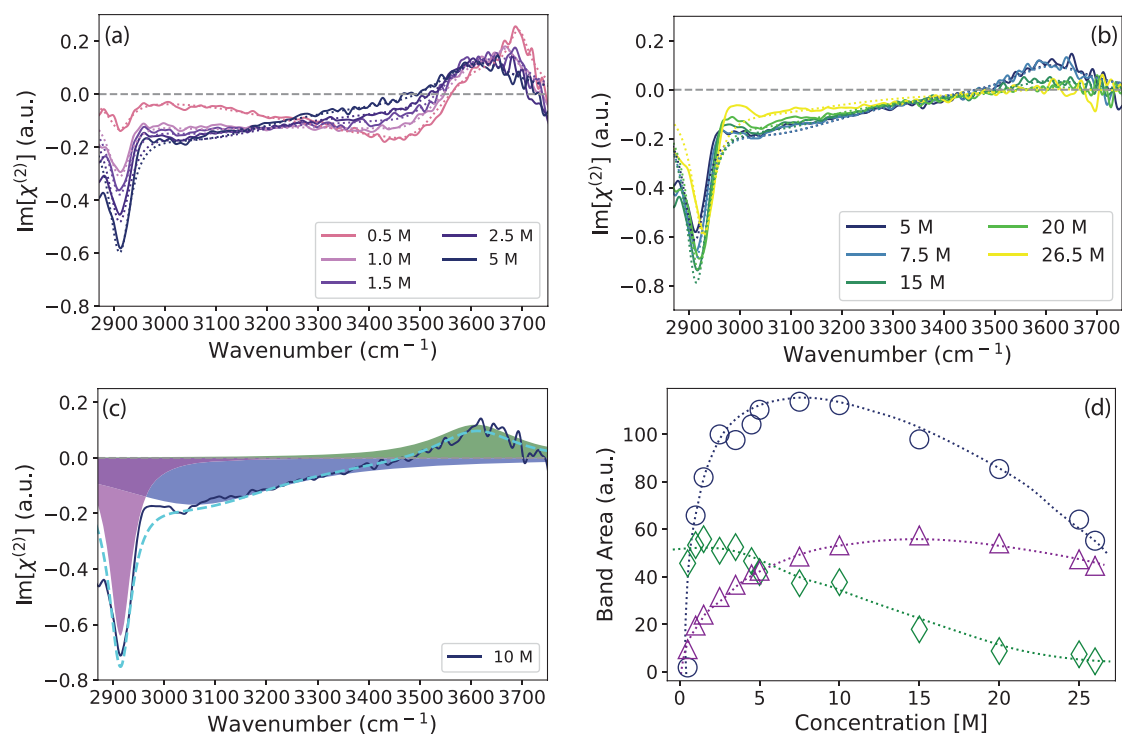 (a)
0.2
0.0
−0.2
−0.4
−0.6
−0.8
Im[χ(2)] (a.u.)
0.5 M
1.0 M
1.5 M
2.5 M
5 M
2900 3000 3100 3200 3300 3400 3500 3600 3700
Wavenumber (cm−1)
(b)
0.2
0.0
−0.2
−0.4
−0.6
−0.8
Im[χ(2)] (a.u.)
5 M
7.5 M
15 M
20 M
26.5 M
2900 3000 3100 3200 3300 3400 3500 3600 3700
Wavenumber (cm−1)
(c)
0.2
0.0
−0.2
−0.4
−0.6
−0.8
Im[χ(2)] (a.u.)
10 M
2900 3000 3100 3200 3300 3400 3500 3600 3700
Wavenumber (cm−1)
(d)
100
80
60
40
20
0
Band Area (a.u.)
0 5 10 15 20 25
Concentration [M]